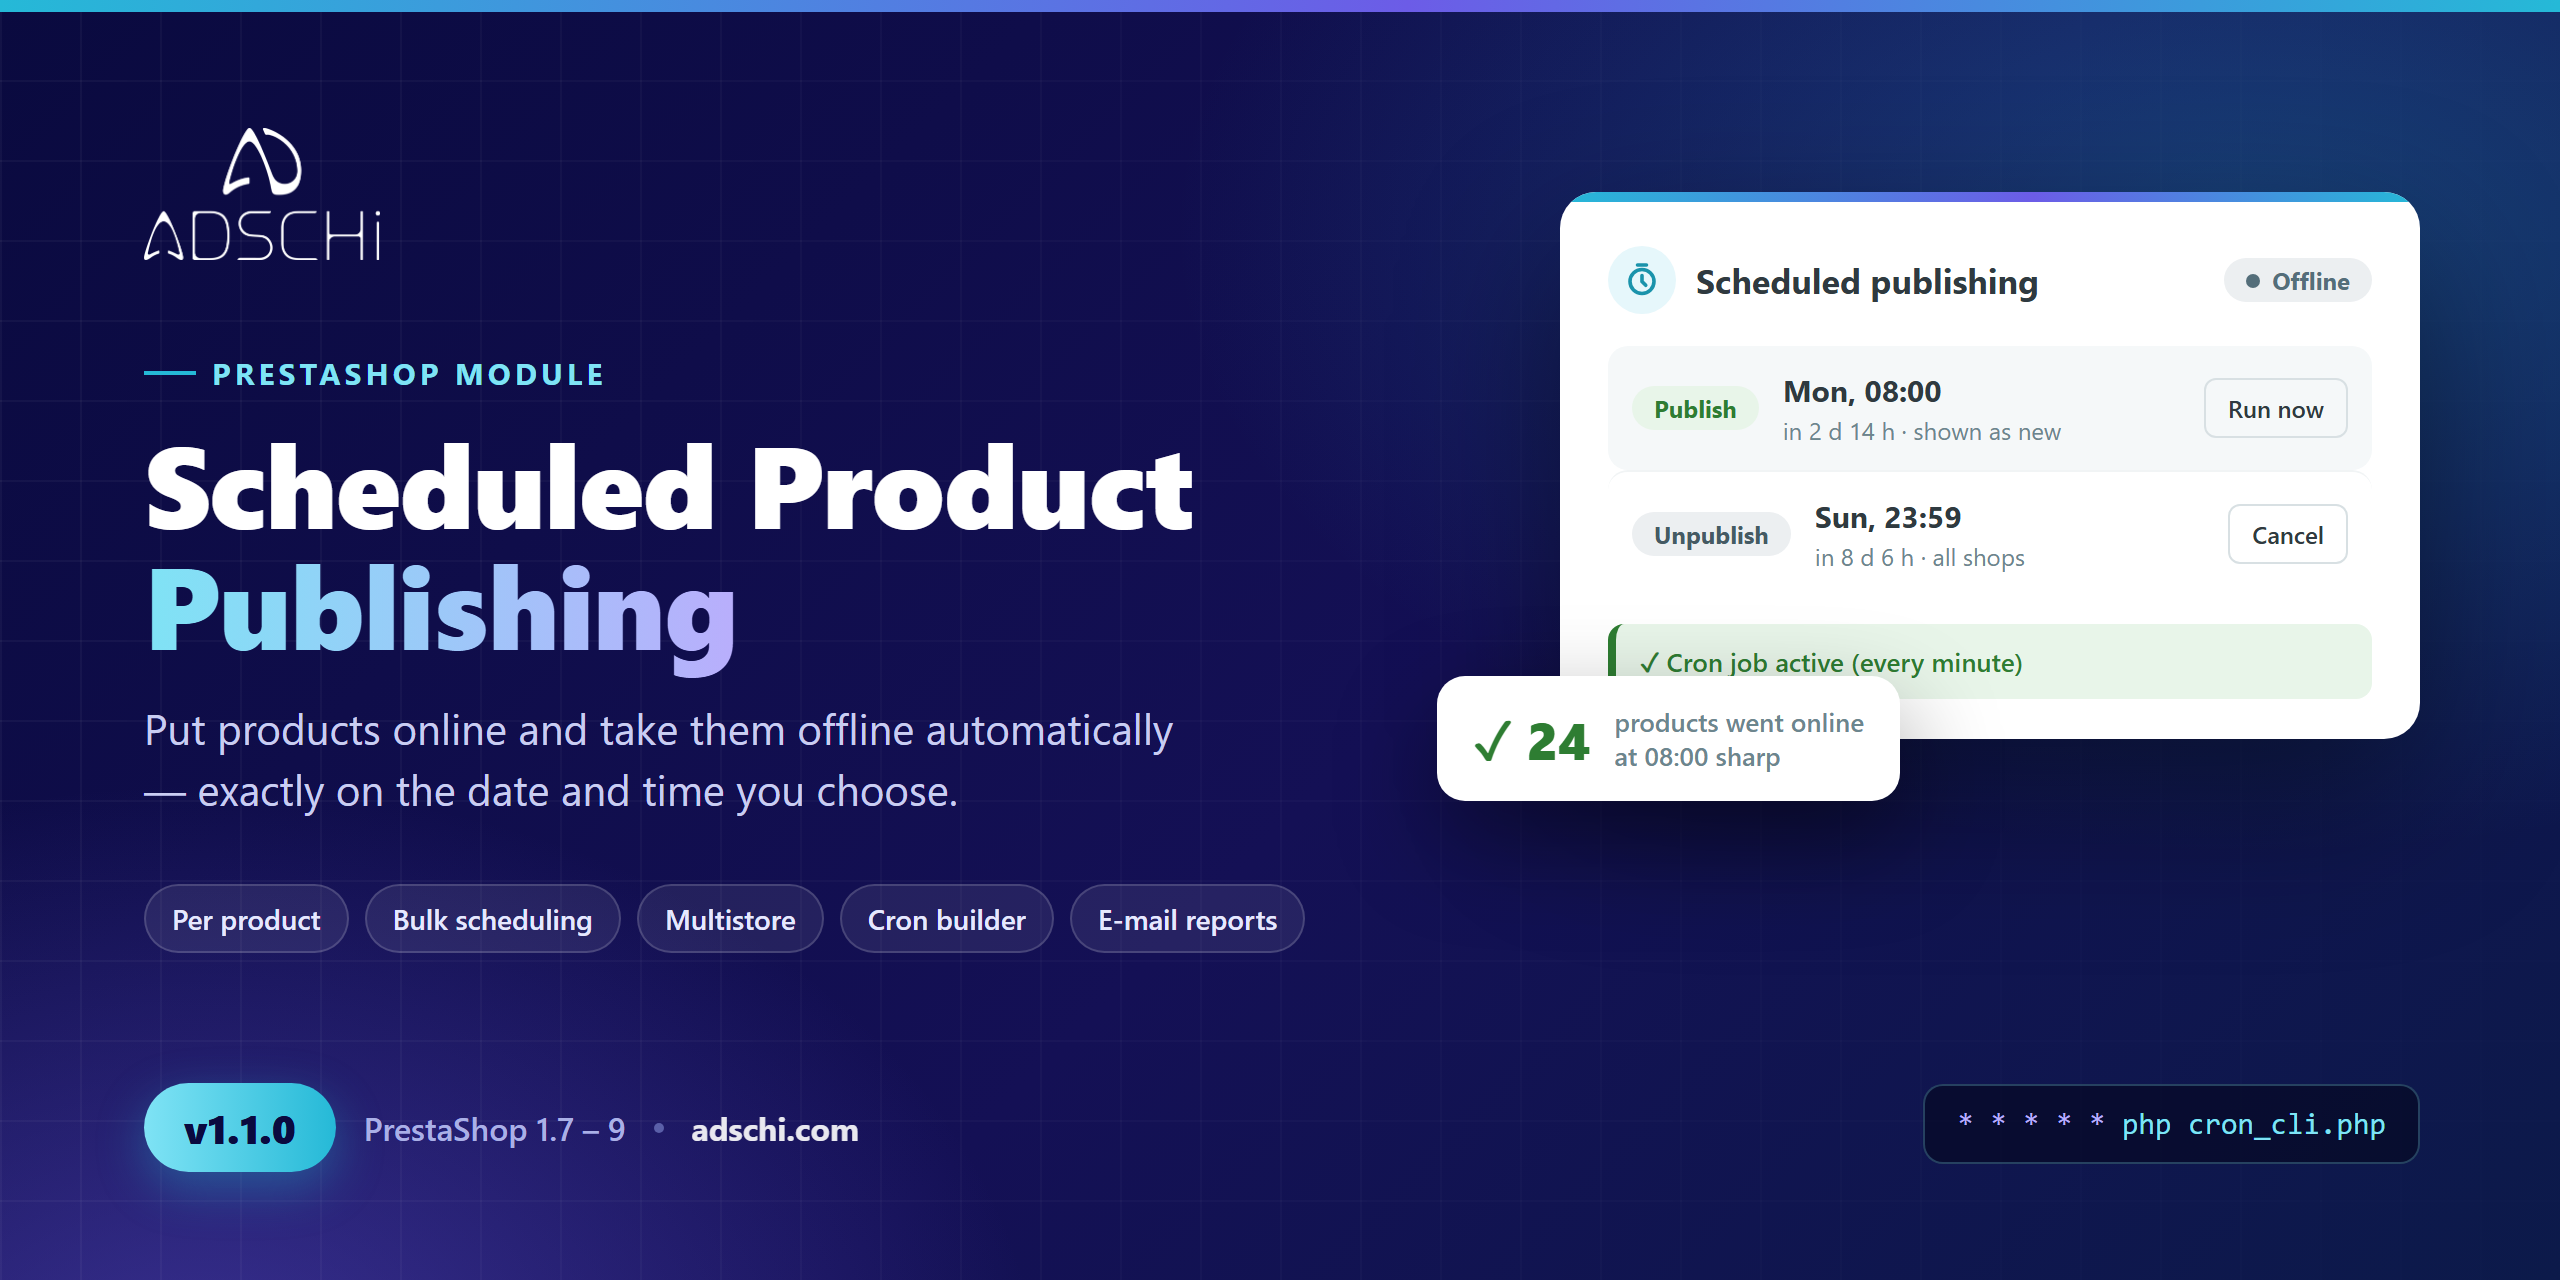 ADSCHi
PRESTASHOP MODULE
Scheduled Product
Publishing
Put products online and take them offline automatically
— exactly on the date and time you choose.
Per product
Bulk scheduling
Multistore
Cron builder
E-mail reports
v1.1.0
PrestaShop 1.7 – 9 • adschi.com
Scheduled publishing
Offline
Publish
Mon, 08:00
in 2 d 14 h · shown as new
Run now
Unpublish
Sun, 23:59
in 8 d 6 h · all shops
Cancel
✓ Cron job active (every minute)
✓ 24
products went online
at 08:00 sharp
* * * * * php cron_cli.php